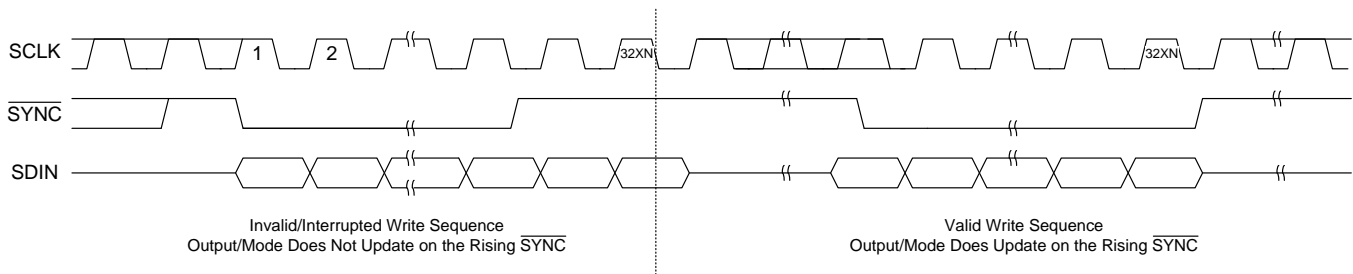 SCLK 1 2 32XN 32XN
SYNC
SDIN
Invalid/Interrupted Write Sequence
Output/Mode Does Not Update on the Rising SYNC
Valid Write Sequence
Output/Mode Does Update on the Rising SYNC